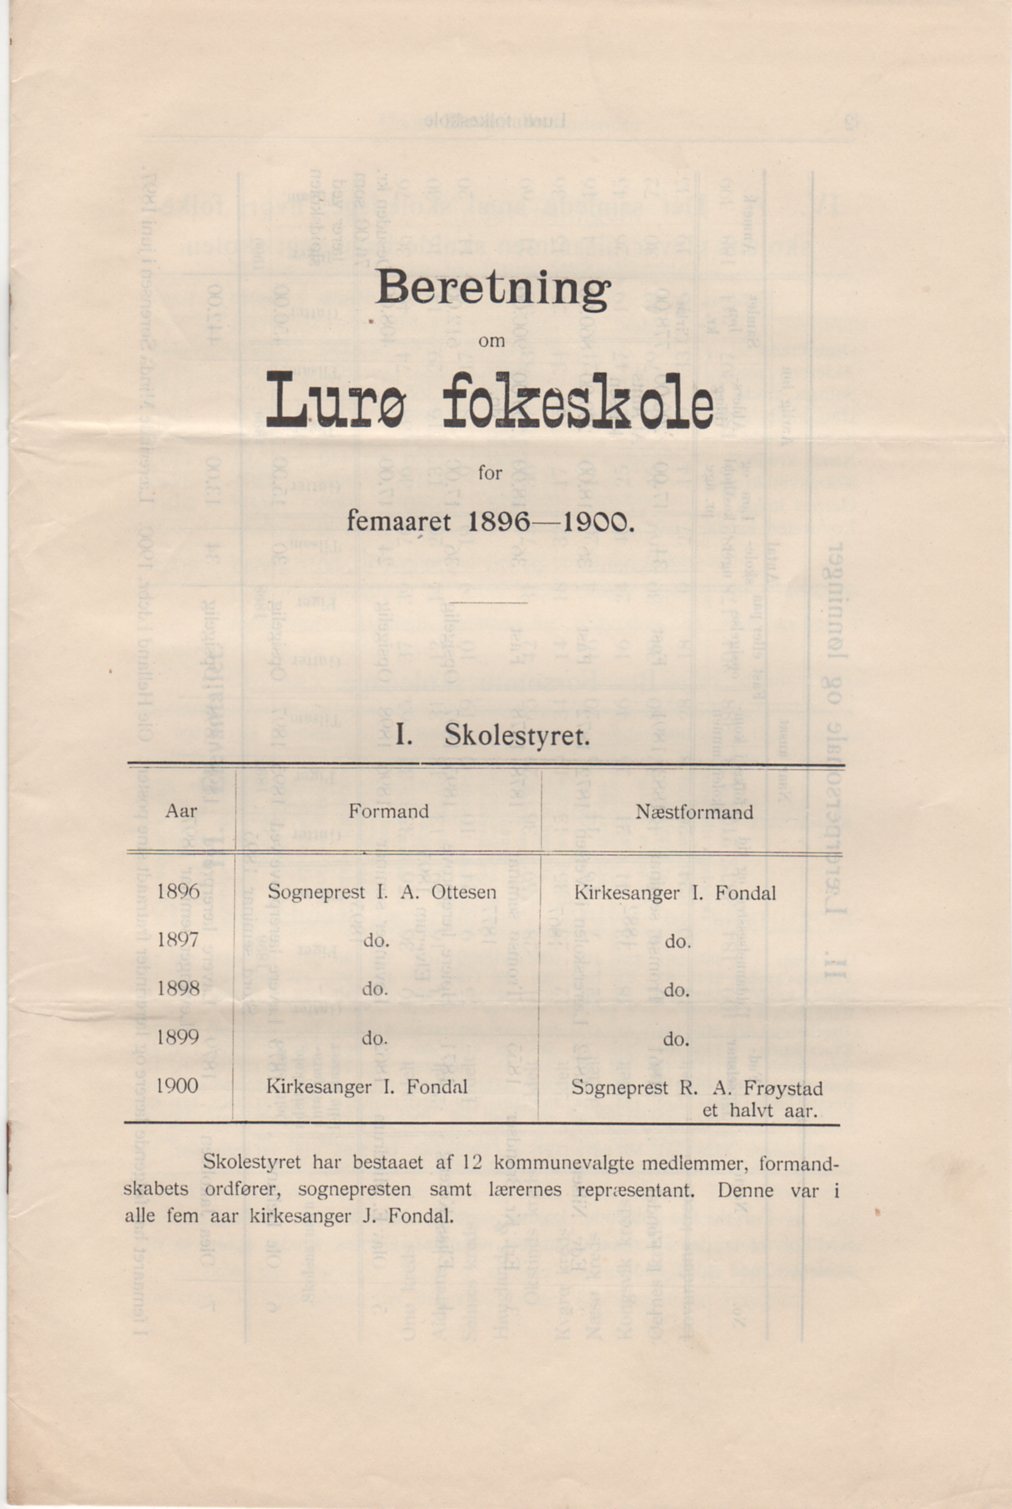 Beretning
om
Lurø folkeskole
for
femaaret 1896—1900.
I. Skolestyret.
Aar Formand Næstformand
1896 Sogneprest I. A. Ottesen Kirkesanger I. Fondal
1897 do. do.
1898 do. do.
1899 do. do.
1900 Kirkesanger I. Fondal Sogneprest R. A. Frøystad
et halvt aar.
Skolestyret har bestaaet af 12 kommunevalgte medlemmer, formand-
skabets ordfører, sognepresten samt lærernes repræsentant. Denne var i
alle fem aar kirkesanger J. Fondal.